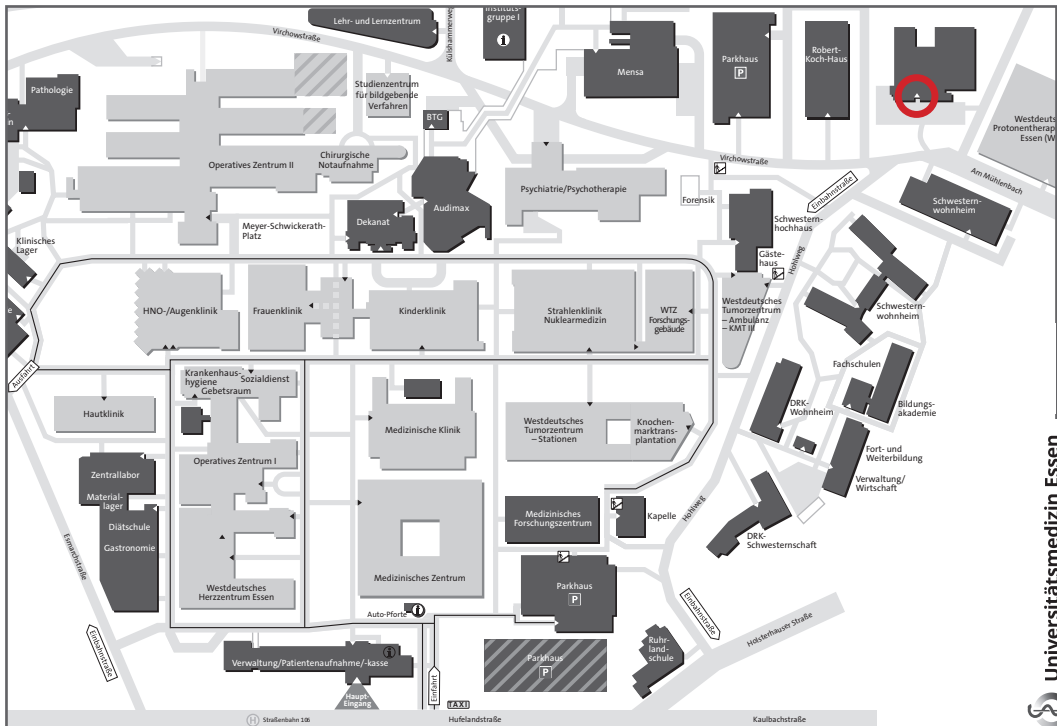 Lehr- und Lernzentrum
Virchowstraße
Külshammerweg
Instituts-
gruppe I
i
Mensa
Parkhaus
P
Robert-
Koch-Haus
Pathologie
Studienzentrum
für bildgebende
Verfahren
BTG
Westdeuts
Protonentherap
Essen (W
Operatives Zentrum II
Chirurgische
Notaufnahme
Psychiatrie/Psychotherapie
Virchowstraße
Am Mühlenbach
Einbahnstraße
Forensik
Schwestern-
wohnheim
Audimax
Dekanat
Meyer-Schwickerath-
Platz
Schwestern-
hochhaus
Klinisches
Lager
Gäste-
haus
Hohlweg
HNO-/Augenklinik
Frauenklinik
Kinderklinik
Strahlenklinik
Nuklearmedizin
WTZ
Forschungs-
gebäude
Westdeutsches
Tumorzentrum
– Ambulanz
– KMT III
Schwestern-
wohnheim
Ausfahrt
Krankenhaus-
hygiene
Gebetsraum
Sozialdienst
Fachschulen
Hautklinik
Medizinische Klinik
Westdeutsches
Tumorzentrum
– Stationen
Knochen-
marktrans-
plantation
DRK-
Wohnheim
Bildungs-
akademie
Operatives Zentrum I
Fort- und
Weiterbildung
Verwaltung/
Wirtschaft
Zentrallabor
Material-
lager
Diätschule
Gastronomie
Medizinisches
Forschungszentrum
Kapelle
Hohlweg
DRK-
Schwesternschaft
Esmarchstraße
Westdeutsches
Herzzentrum Essen
Medizinisches Zentrum
Parkhaus
P
Auto-Pforte
i
Einbahnstraße
Einbahnstraße
Holsterhauser Straße
Verwaltung/Patientenaufnahme/-kasse
i
Parkhaus
P
Ruhr-
land-
schule
Haupt-
Eingang
Einfahrt
TAXI
H Straßenbahn 106
Hufelandstraße
Kaulbachstraße
Universitätsmedizin Essen